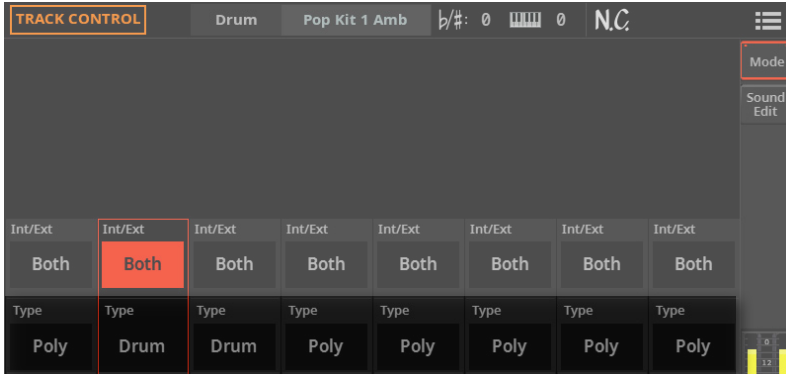 TRACK CONTROL Drum Pop Kit 1 Amb ♭/♯: 0 0 N.C.
Mode
Sound
Edit
Int/Ext Int/Ext Int/Ext Int/Ext Int/Ext Int/Ext Int/Ext Int/Ext
Both Both Both Both Both Both Both Both
Type Type Type Type Type Type Type Type
Poly Drum Drum Poly Poly Poly Poly Poly
0
12